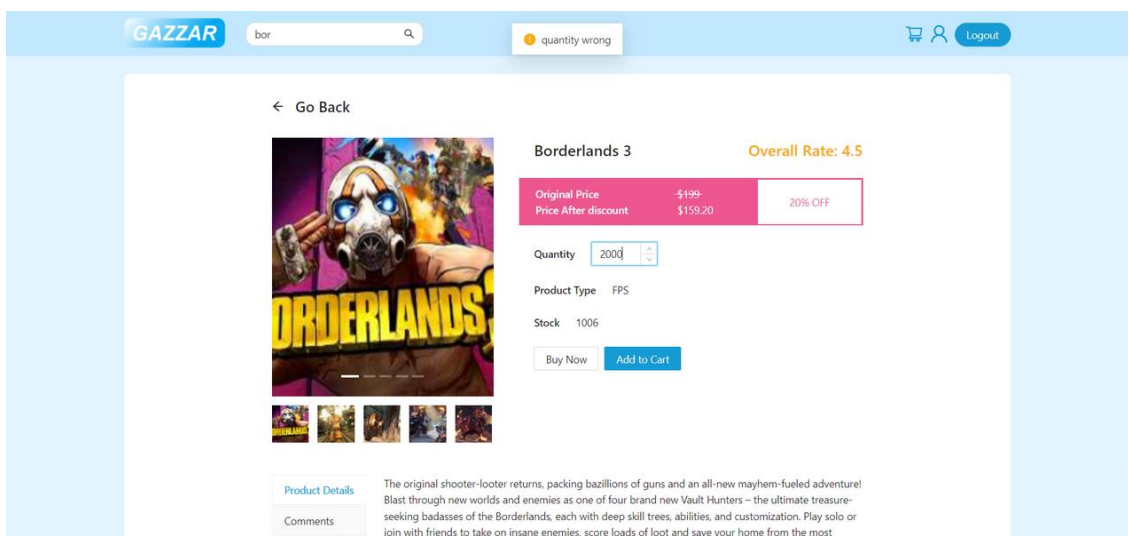 GAZZAR
bor
quantity wrong
Logout
Go Back
Borderlands 3
Overall Rate: 4.5
Original Price $199
Price After discount $159.20
20% OFF
Quantity 2000
Product Type FPS
Stock 1006
Buy Now
Add to Cart
ORDERLANDS
Product Details
Comments
The original shooter-looter returns, packing bazillions of guns and an all-new mayhem-fueled adventure!
Blast through new worlds and enemies as one of four brand new Vault Hunters – the ultimate treasure-
seeking badasses of the Borderlands, each with deep skill trees, abilities, and customization. Play solo or
join with friends to take on insane enemies, score loads of loot and save your home from the most